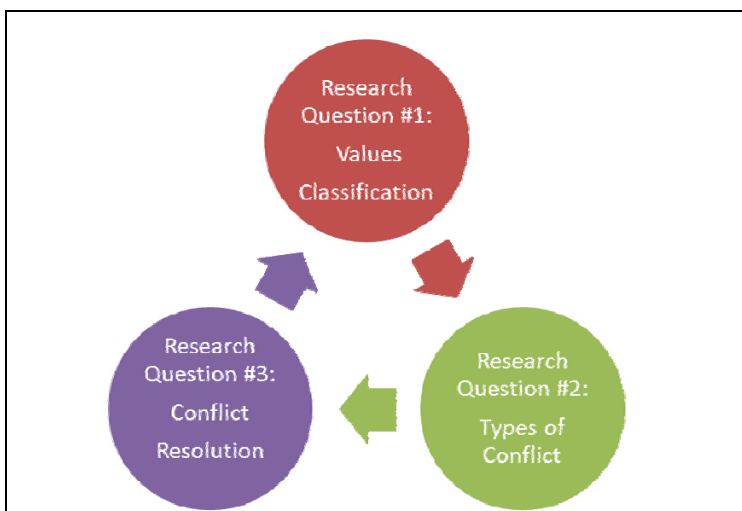 Research
Question #1:
Values
Classification
Research
Question #2:
Types of
Conflict
Research
Question #3:
Conflict
Resolution